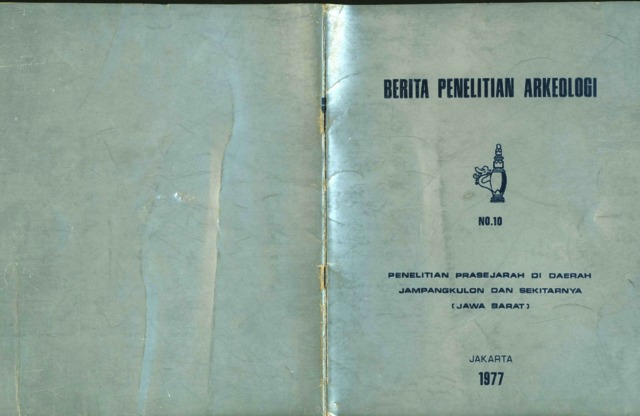 BERITA PENELITIAN ARKEOLOGI
NO.10
PENELITIAN PRASEJARAH DI DAERAH
JAMPANGKULON DAN SEKITARNYA
(JAWA BARAT)
JAKARTA
1977